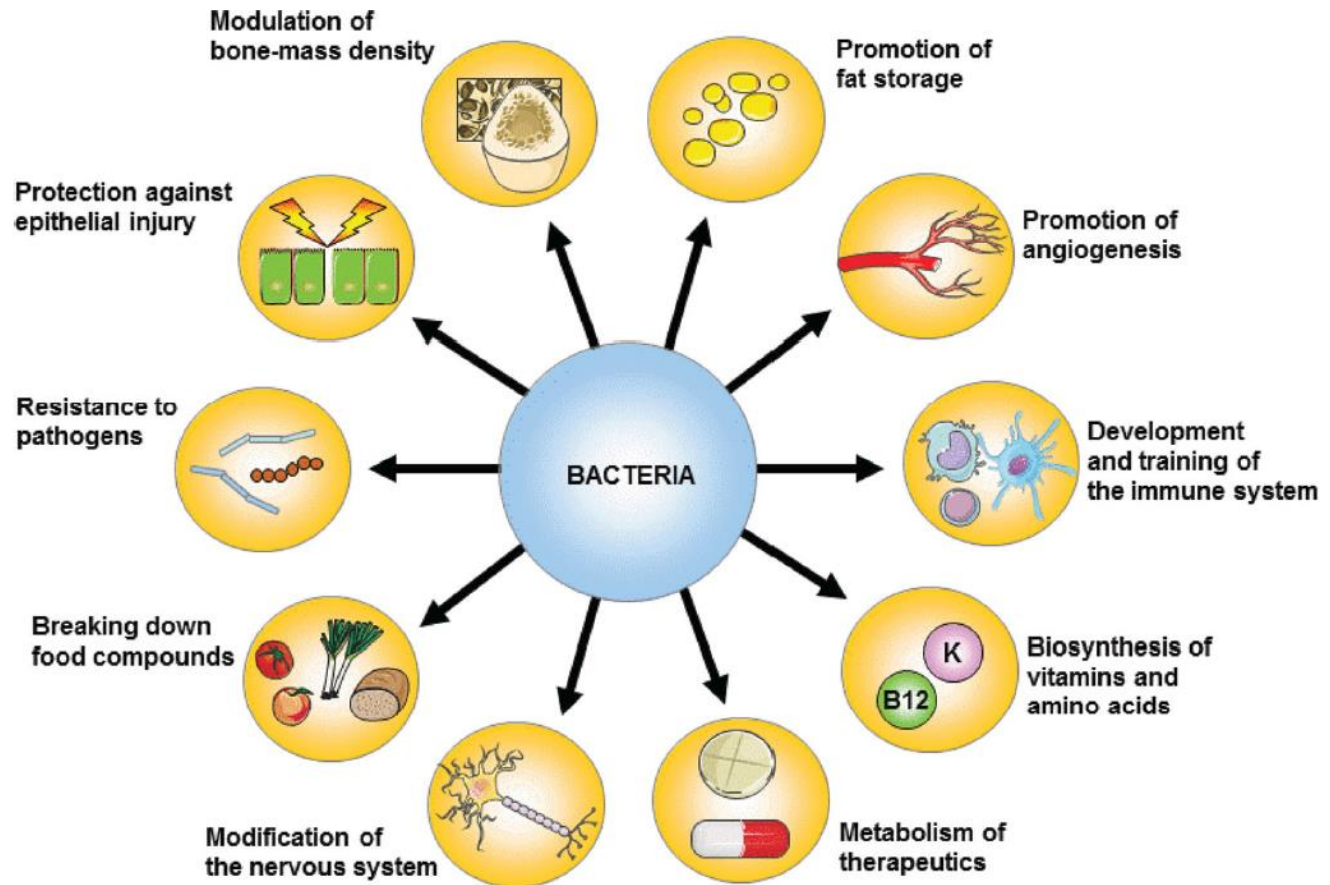 Modulation of
bone-mass density
Promotion of
fat storage
Protection against
epithelial injury
Promotion of
angiogenesis
Resistance to
pathogens
BACTERIA
Development
and training of
the immune system
Breaking down
food compounds
K
B12
Biosynthesis of
vitamins and
amino acids
Modification of
the nervous system
Metabolism of
therapeutics